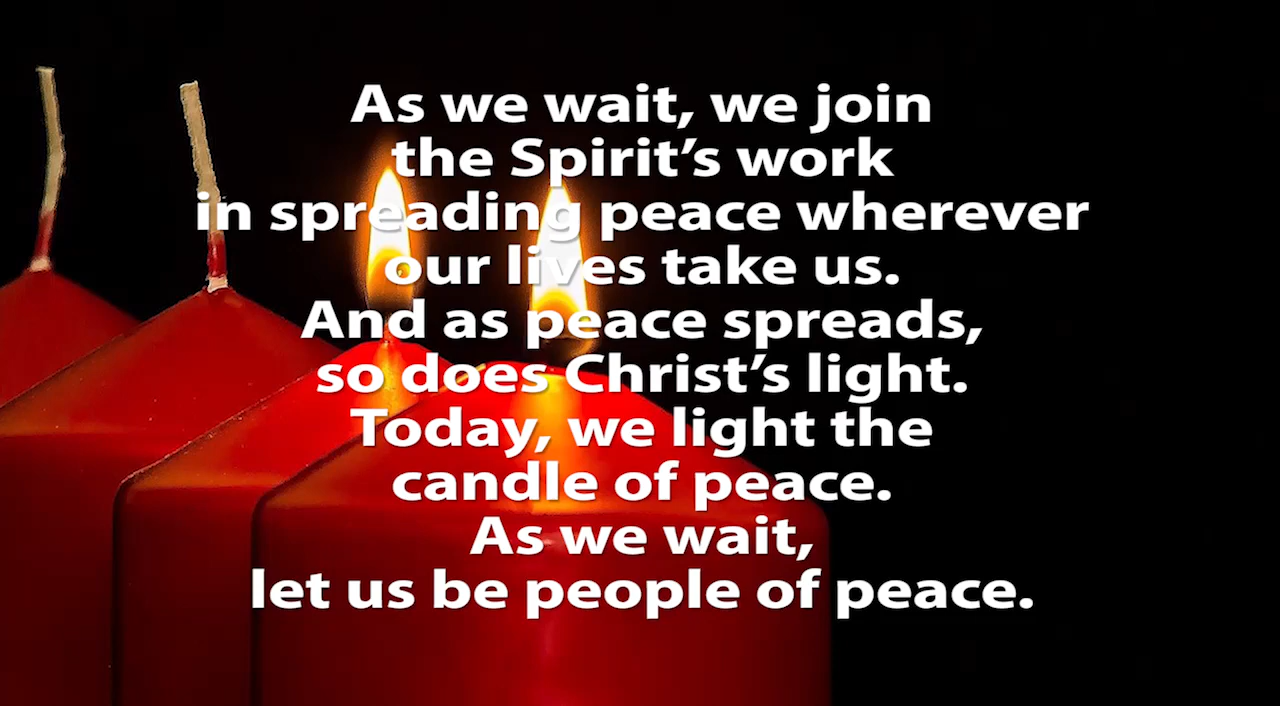 As we wait, we join
the Spirit’s work
in spreading peace wherever
our lives take us.
And as peace spreads,
so does Christ’s light.
Today, we light the
candle of peace.
As we wait,
let us be people of peace.